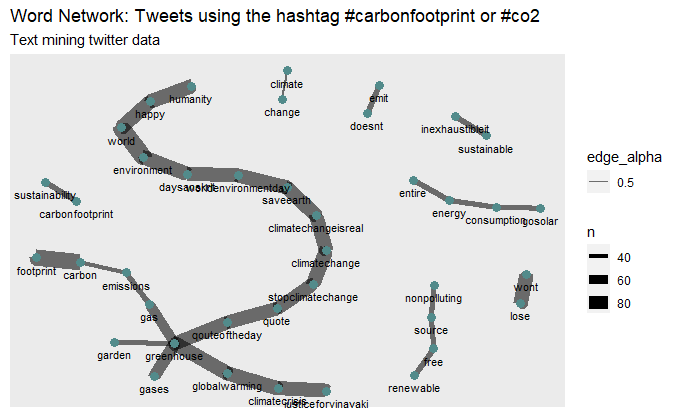 Word Network: Tweets using the hashtag #carbonfootprint or #co2
Text mining twitter data
climate
humanity
emit
change
happy
doesnt
inexhaustibleit
world
sustainable
environment
worldenvironmentday
sustainability
entire
saveearth
carbonfootprint
energy
consumption
gosolar
climatechangeisreal
footprint
carbon
climatechange
emissions
stopclimatechange
nonpolluting
wont
gas
quote
source
lose
qouteoftheday
garden
greenhouse
free
gases
globalwarming
renewable
climatecrisis
justiceforvinayaki
edge_alpha
0.5
n
40
60
80